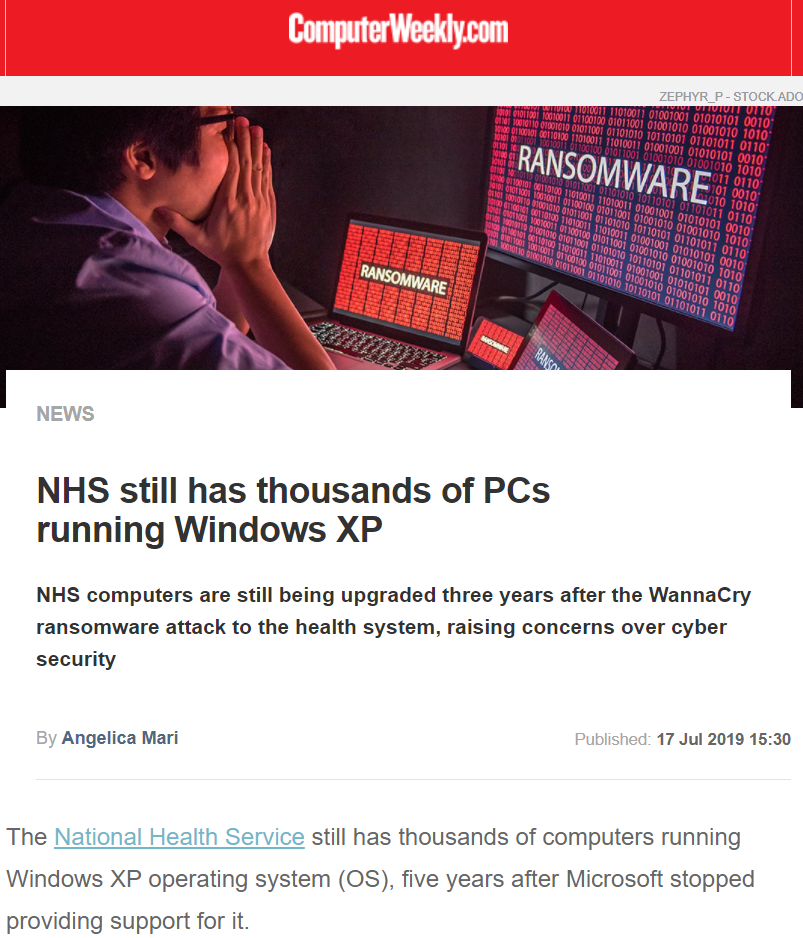 ComputerWeekly.com
ZEPHYR_P - STOCK.ADO
RANSOMWARE
RANSOMWARE
RANSOMWARE
NEWS
NHS still has thousands of PCs
running Windows XP
NHS computers are still being upgraded three years after the WannaCry
ransomware attack to the health system, raising concerns over cyber
security
By Angelica Mari
Published: 17 Jul 2019 15:30
The National Health Service still has thousands of computers running
Windows XP operating system (OS), five years after Microsoft stopped
providing support for it.